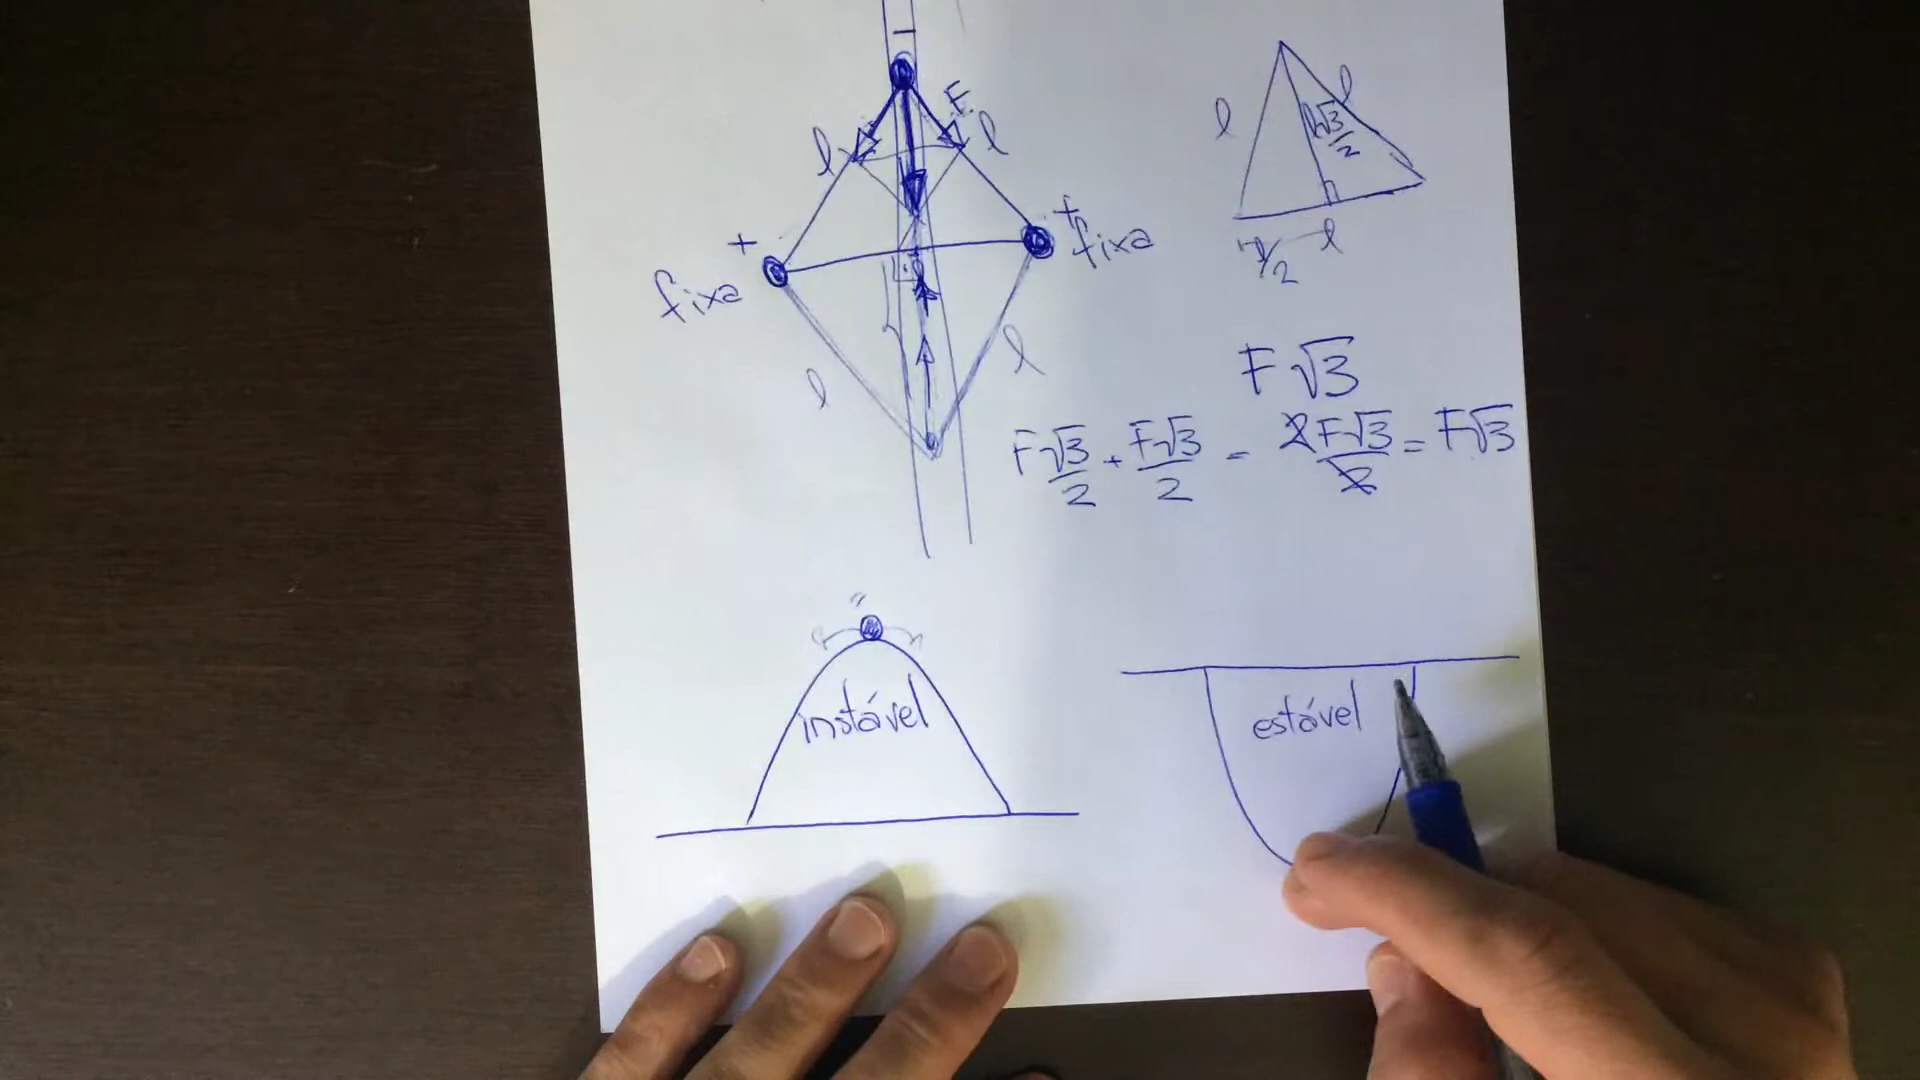 −
F
l
l
+
+
fixa
fixa
l
l
l
l
l√3/2
l/2
l
F√3
F√3/2 + F√3/2 = 2F√3/2 = F√3
instável
estável